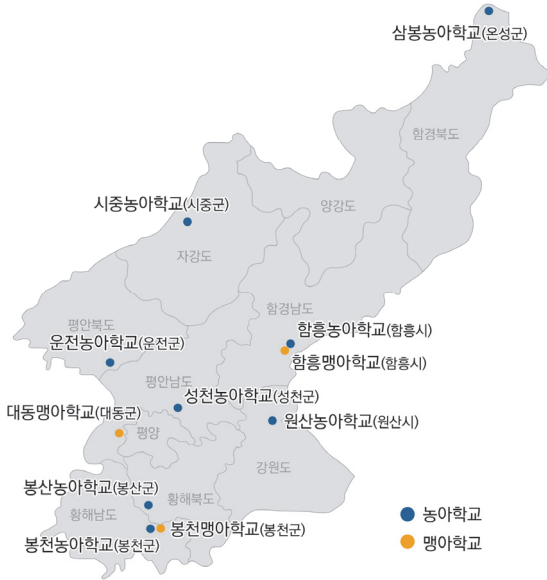 삼봉농아학교(온성군)
함경북도
시중농아학교(시중군)
양강도
자강도
함경남도
평안북도
함흥농아학교(함흥시)
운전농아학교(운전군)
함흥맹아학교(함흥시)
평안남도
성천농아학교(성천군)
대동맹아학교(대동군)
원산농아학교(원산시)
평양
강원도
봉산농아학교(봉산군)
황해북도
황해남도
봉천맹아학교(봉천군)
봉천농아학교(봉천군)
농아학교
맹아학교